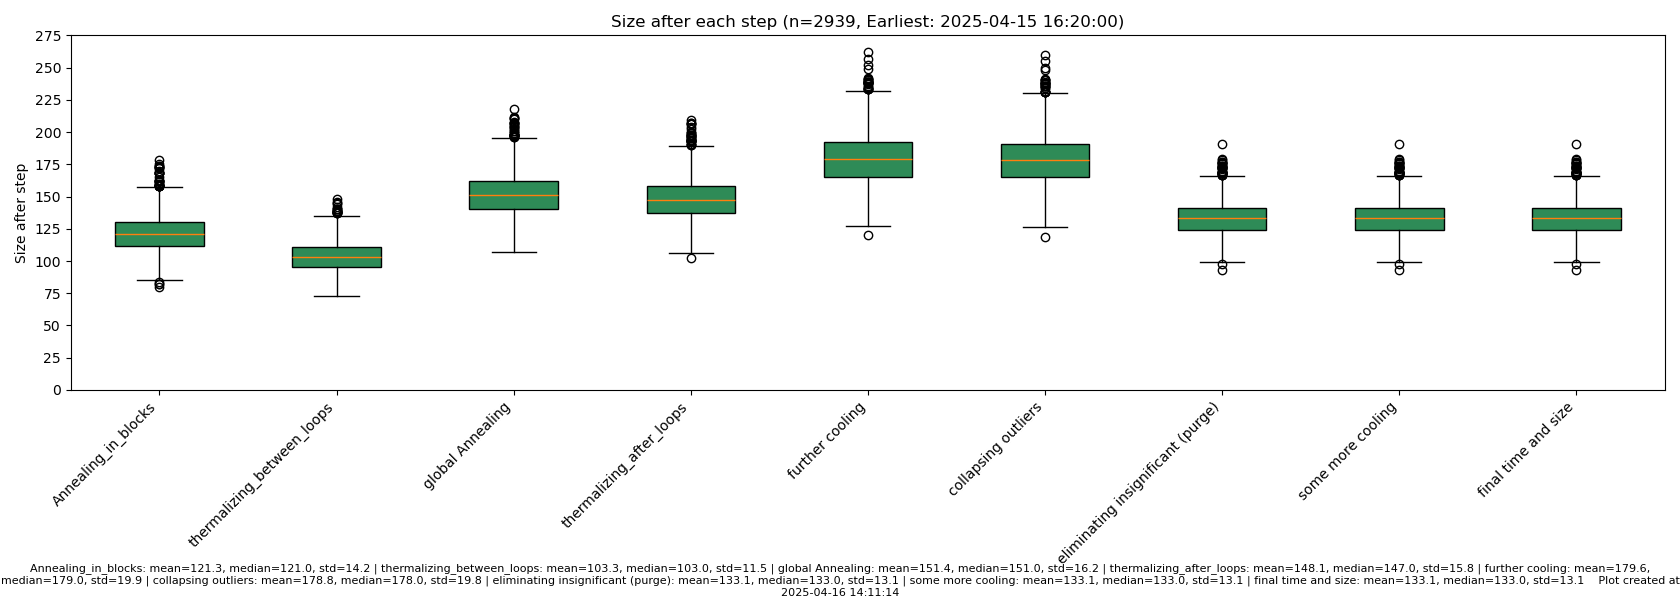 Size after each step (n=2939, Earliest: 2025-04-15 16:20:00)
Size after step
275
250
225
200
175
150
125
100
75
50
25
0
Annealing_in_blocks
thermalizing_between_loops
global Annealing
thermalizing_after_loops
further cooling
collapsing outliers
eliminating insignificant (purge)
some more cooling
final time and size
Annealing_in_blocks: mean=121.3, median=121.0, std=14.2 | thermalizing_between_loops: mean=103.3, median=103.0, std=11.5 | global Annealing: mean=151.4, median=151.0, std=16.2 | thermalizing_after_loops: mean=148.1, median=147.0, std=15.8 | further cooling: mean=179.6,
median=179.0, std=19.9 | collapsing outliers: mean=178.8, median=178.0, std=19.8 | eliminating insignificant (purge): mean=133.1, median=133.0, std=13.1 | some more cooling: mean=133.1, median=133.0, std=13.1 | final time and size: mean=133.1, median=133.0, std=13.1    Plot created at
2025-04-16 14:11:14